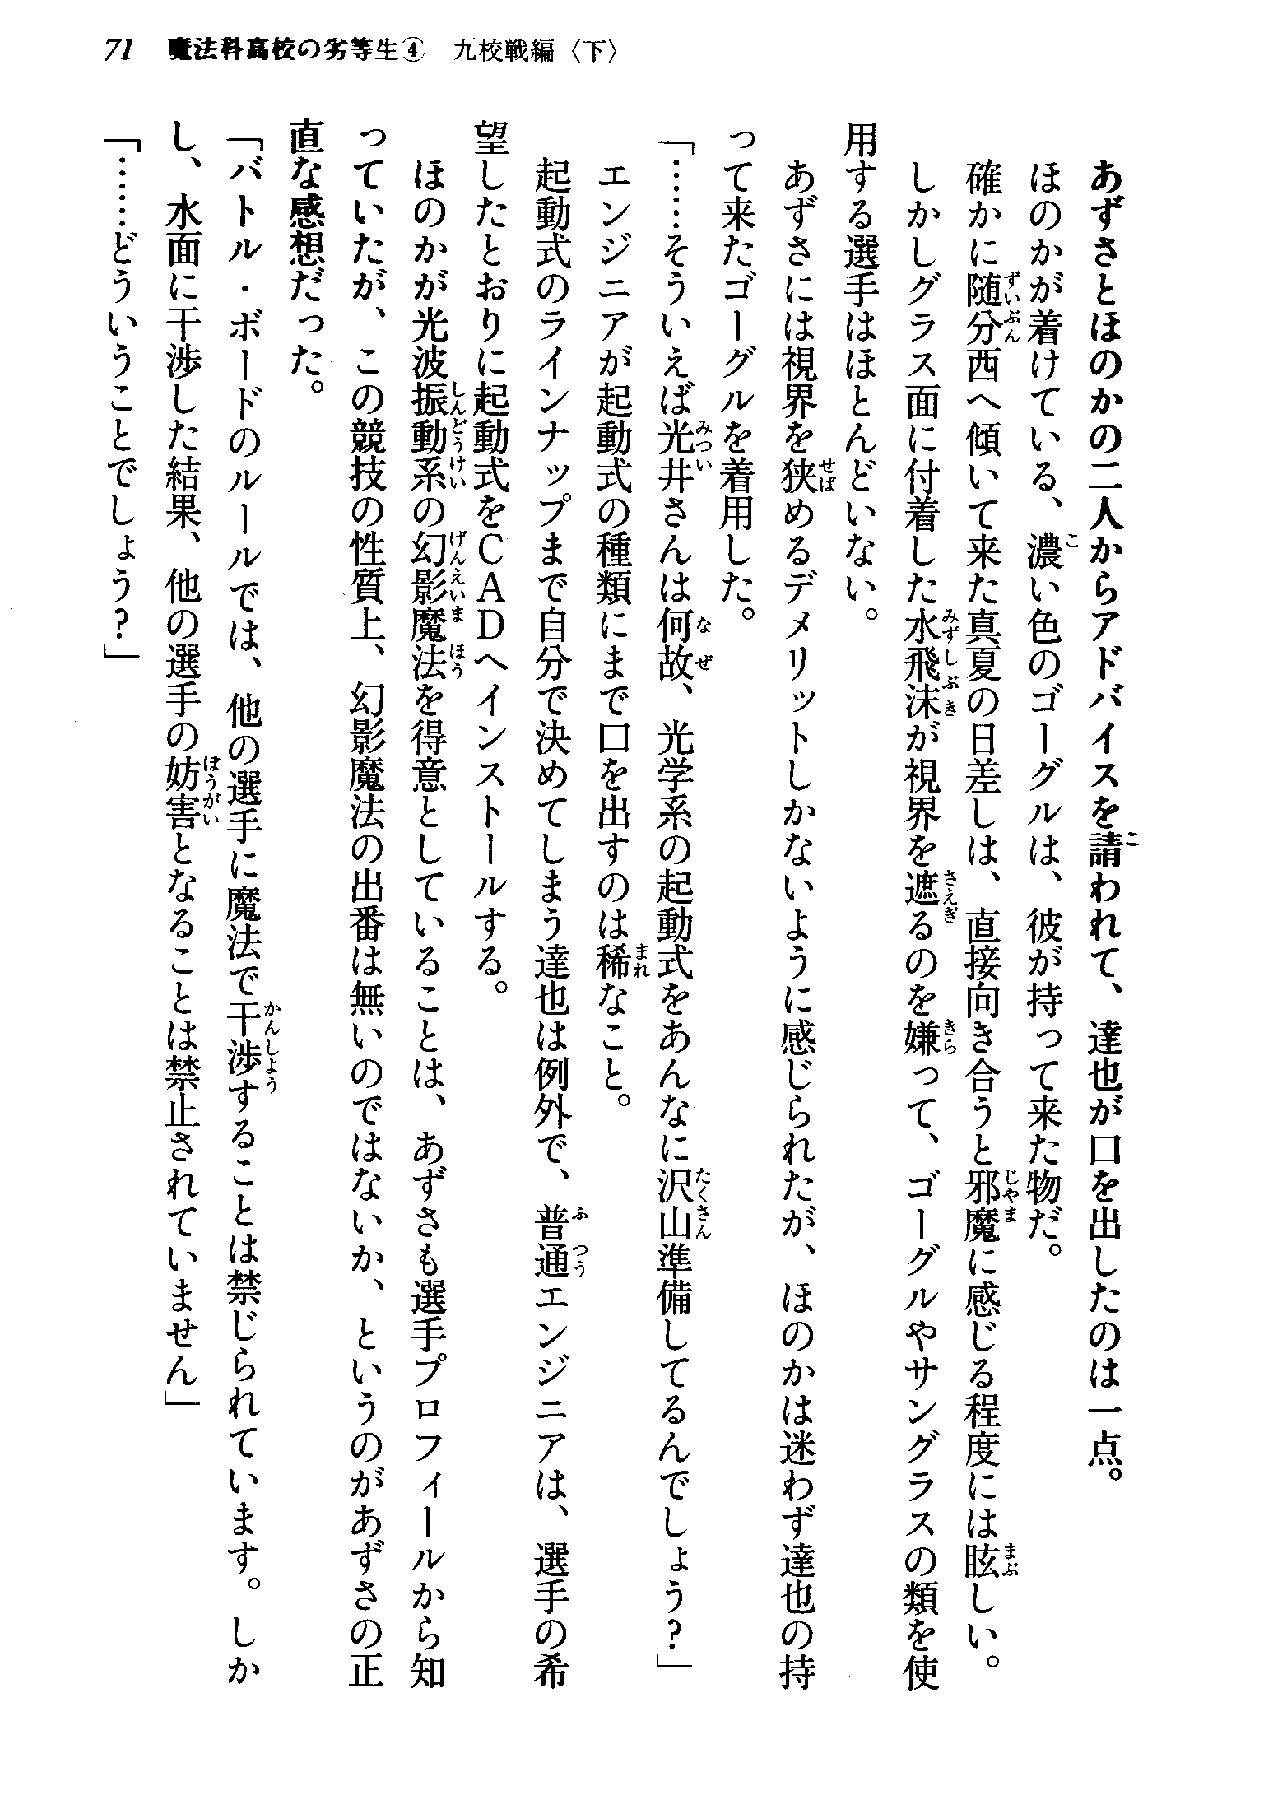 71　魔法科高校の劣等生④　九校戦編〈下〉
　あずさとほのかの二人からアドバイスを請われて、達也が口を出したのは一点。
　ほのかが着けている、濃い色のゴーグルは、彼が持って来た物だ。
　確かに随分西へ傾いて来た真夏の日差しは、直接向き合うと邪魔に感じる程度には眩しい。
　しかしグラス面に付着した水飛沫が視界を遮るのを嫌って、ゴーグルやサングラスの類を使
用する選手はほとんどいない。
　あずさには視界を狭めるデメリットしかないように感じられたが、ほのかは迷わず達也の持
って来たゴーグルを着用した。
「……そういえば光井さんは何故、光学系の起動式をあんなに沢山準備してるんでしょう？」
　エンジニアが起動式の種類にまで口を出すのは稀なこと。
　起動式のラインナップまで自分で決めてしまう達也は例外で、普通エンジニアは、選手の希
望したとおりに起動式をＣＡＤへインストールする。
　ほのかが光波振動系の幻影魔法を得意としていることは、あずさも選手プロフィールから知
っていたが、この競技の性質上、幻影魔法の出番は無いのではないか、というのがあずさの正
直な感想だった。
「バトル・ボードのルールでは、他の選手に魔法で干渉することは禁じられています。しか
し、水面に干渉した結果、他の選手の妨害となることは禁止されていません」
「……どういうことでしょう？」